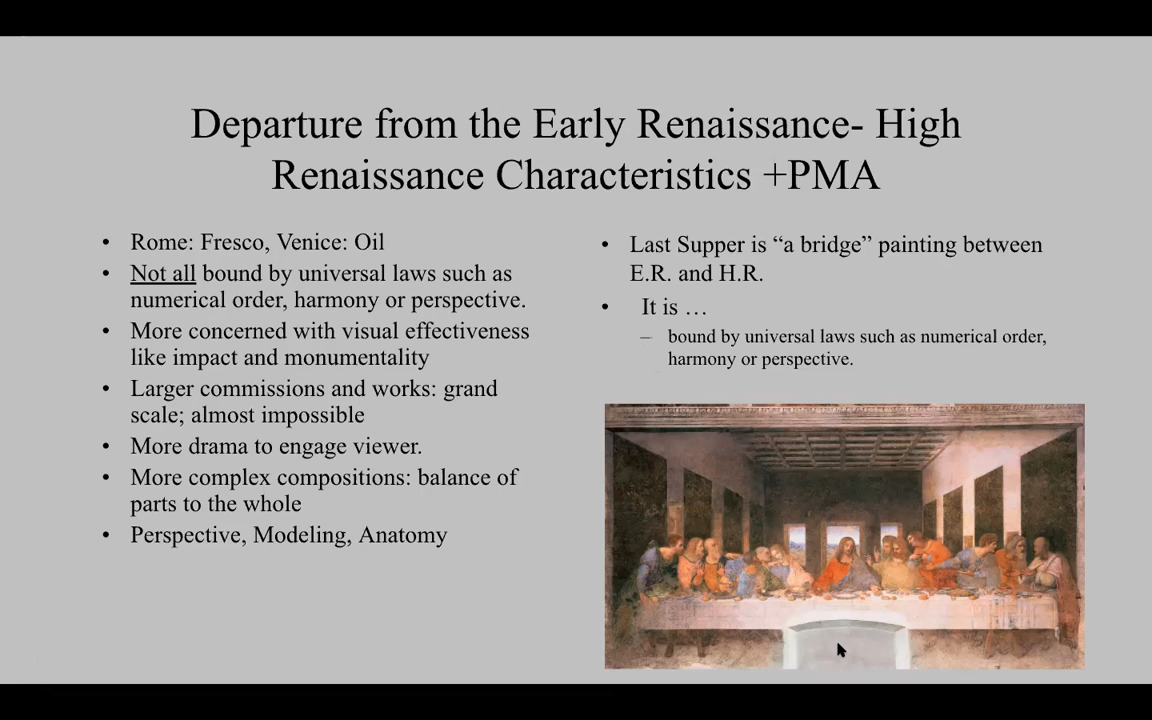 Departure from the Early Renaissance- High
Renaissance Characteristics +PMA
• Rome: Fresco, Venice: Oil
• Not all bound by universal laws such as
numerical order, harmony or perspective.
• More concerned with visual effectiveness
like impact and monumentality
• Larger commissions and works: grand
scale; almost impossible
• More drama to engage viewer.
• More complex compositions: balance of
parts to the whole
• Perspective, Modeling, Anatomy
• Last Supper is “a bridge” painting between
E.R. and H.R.
• It is …
– bound by universal laws such as numerical order,
harmony or perspective.